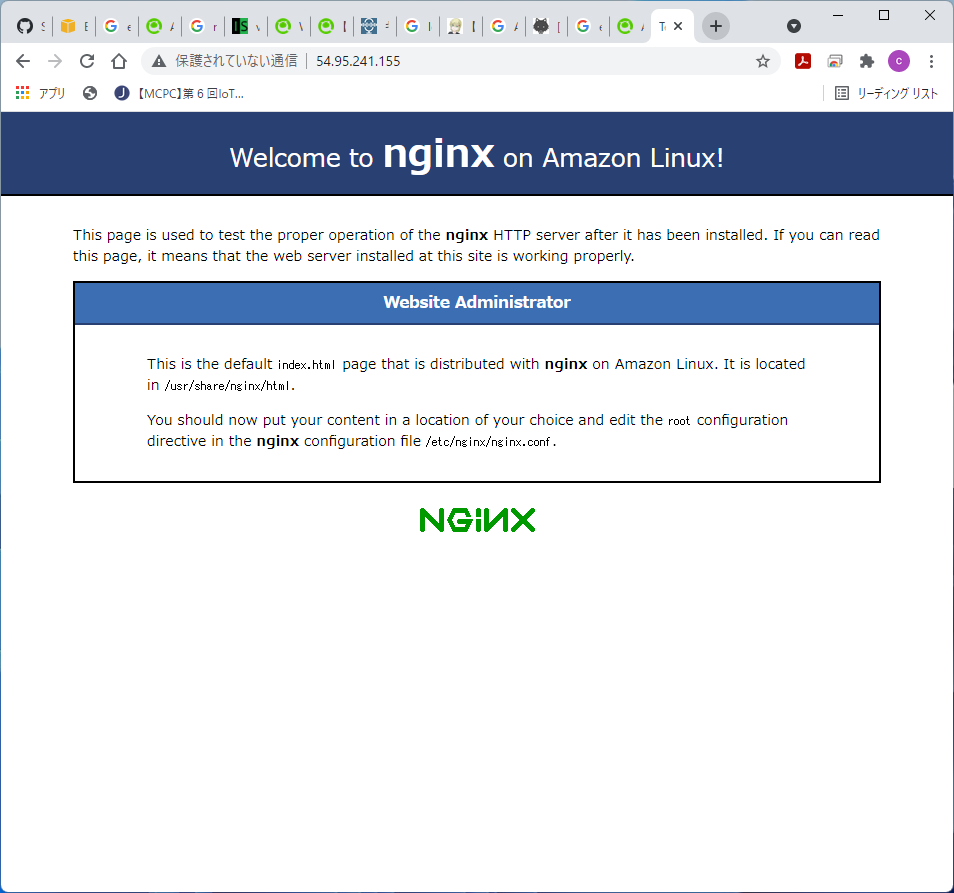 保護されていない通信 54.95.241.155
アプリ 【MCPC】第 6 回IoT... リーディング リスト
Welcome to nginx on Amazon Linux!
This page is used to test the proper operation of the nginx HTTP server after it has been installed. If you can read
this page, it means that the web server installed at this site is working properly.
Website Administrator
This is the default index.html page that is distributed with nginx on Amazon Linux. It is located
in /usr/share/nginx/html.
You should now put your content in a location of your choice and edit the root configuration
directive in the nginx configuration file /etc/nginx/nginx.conf.
NGiNX